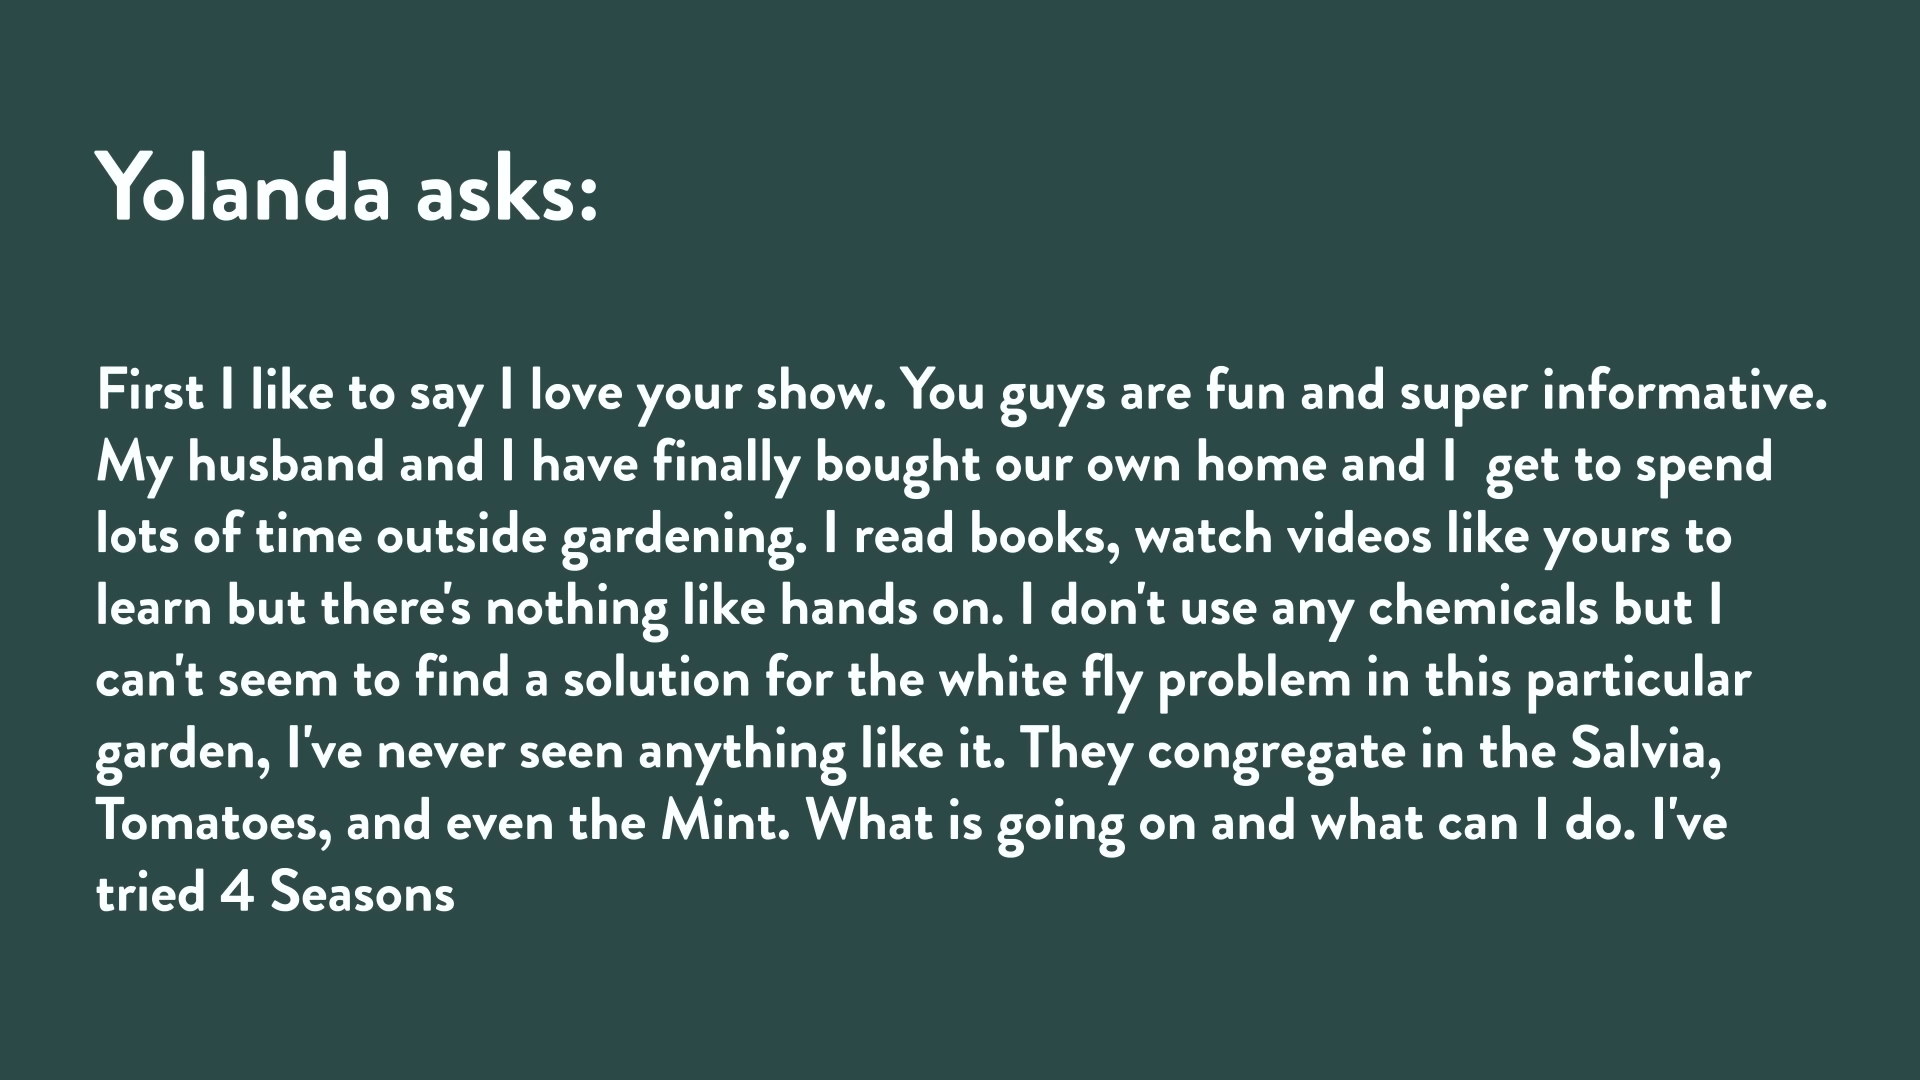 Yolanda asks:
First I like to say I love your show. You guys are fun and super informative.
My husband and I have finally bought our own home and I  get to spend
lots of time outside gardening. I read books, watch videos like yours to
learn but there's nothing like hands on. I don't use any chemicals but I
can't seem to find a solution for the white fly problem in this particular
garden, I've never seen anything like it. They congregate in the Salvia,
Tomatoes, and even the Mint. What is going on and what can I do. I've
tried 4 Seasons